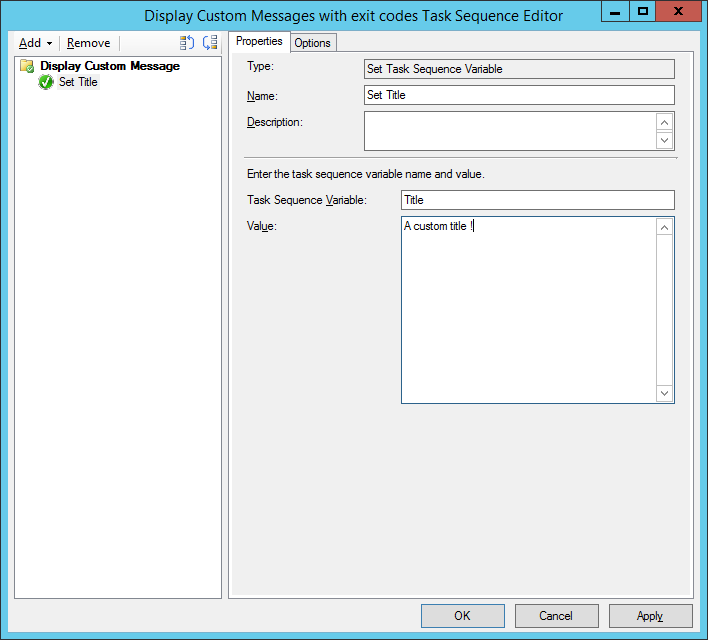 Display Custom Messages with exit codes Task Sequence Editor
Add Remove
Properties Options
Display Custom Message
Set Title
Type: Set Task Sequence Variable
Name: Set Title
Description:
Enter the task sequence variable name and value.
Task Sequence Variable: Title
Value: A custom title !
OK Cancel Apply